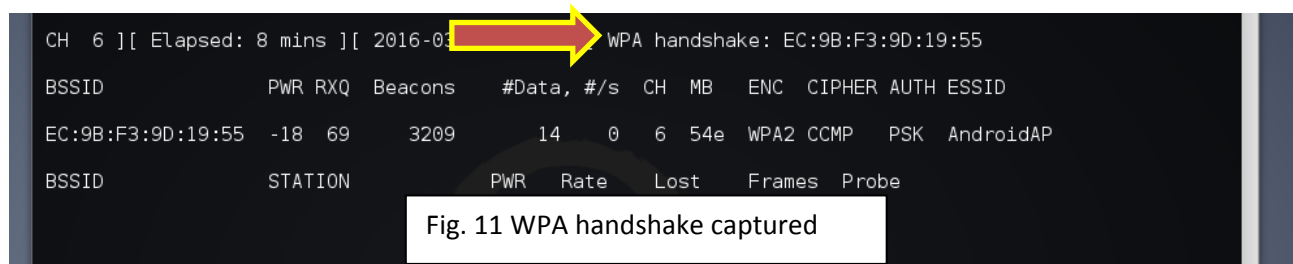 CH 6 ][ Elapsed: 8 mins ][ 2016-03 WPA handshake: EC:9B:F3:9D:19:55
BSSID PWR RXQ Beacons #Data, #/s CH MB ENC CIPHER AUTH ESSID
EC:9B:F3:9D:19:55 -18 69 3209 14 0 6 54e WPA2 CCMP PSK AndroidAP
BSSID STATION PWR Rate Lost Frames Probe
Fig. 11 WPA handshake captured